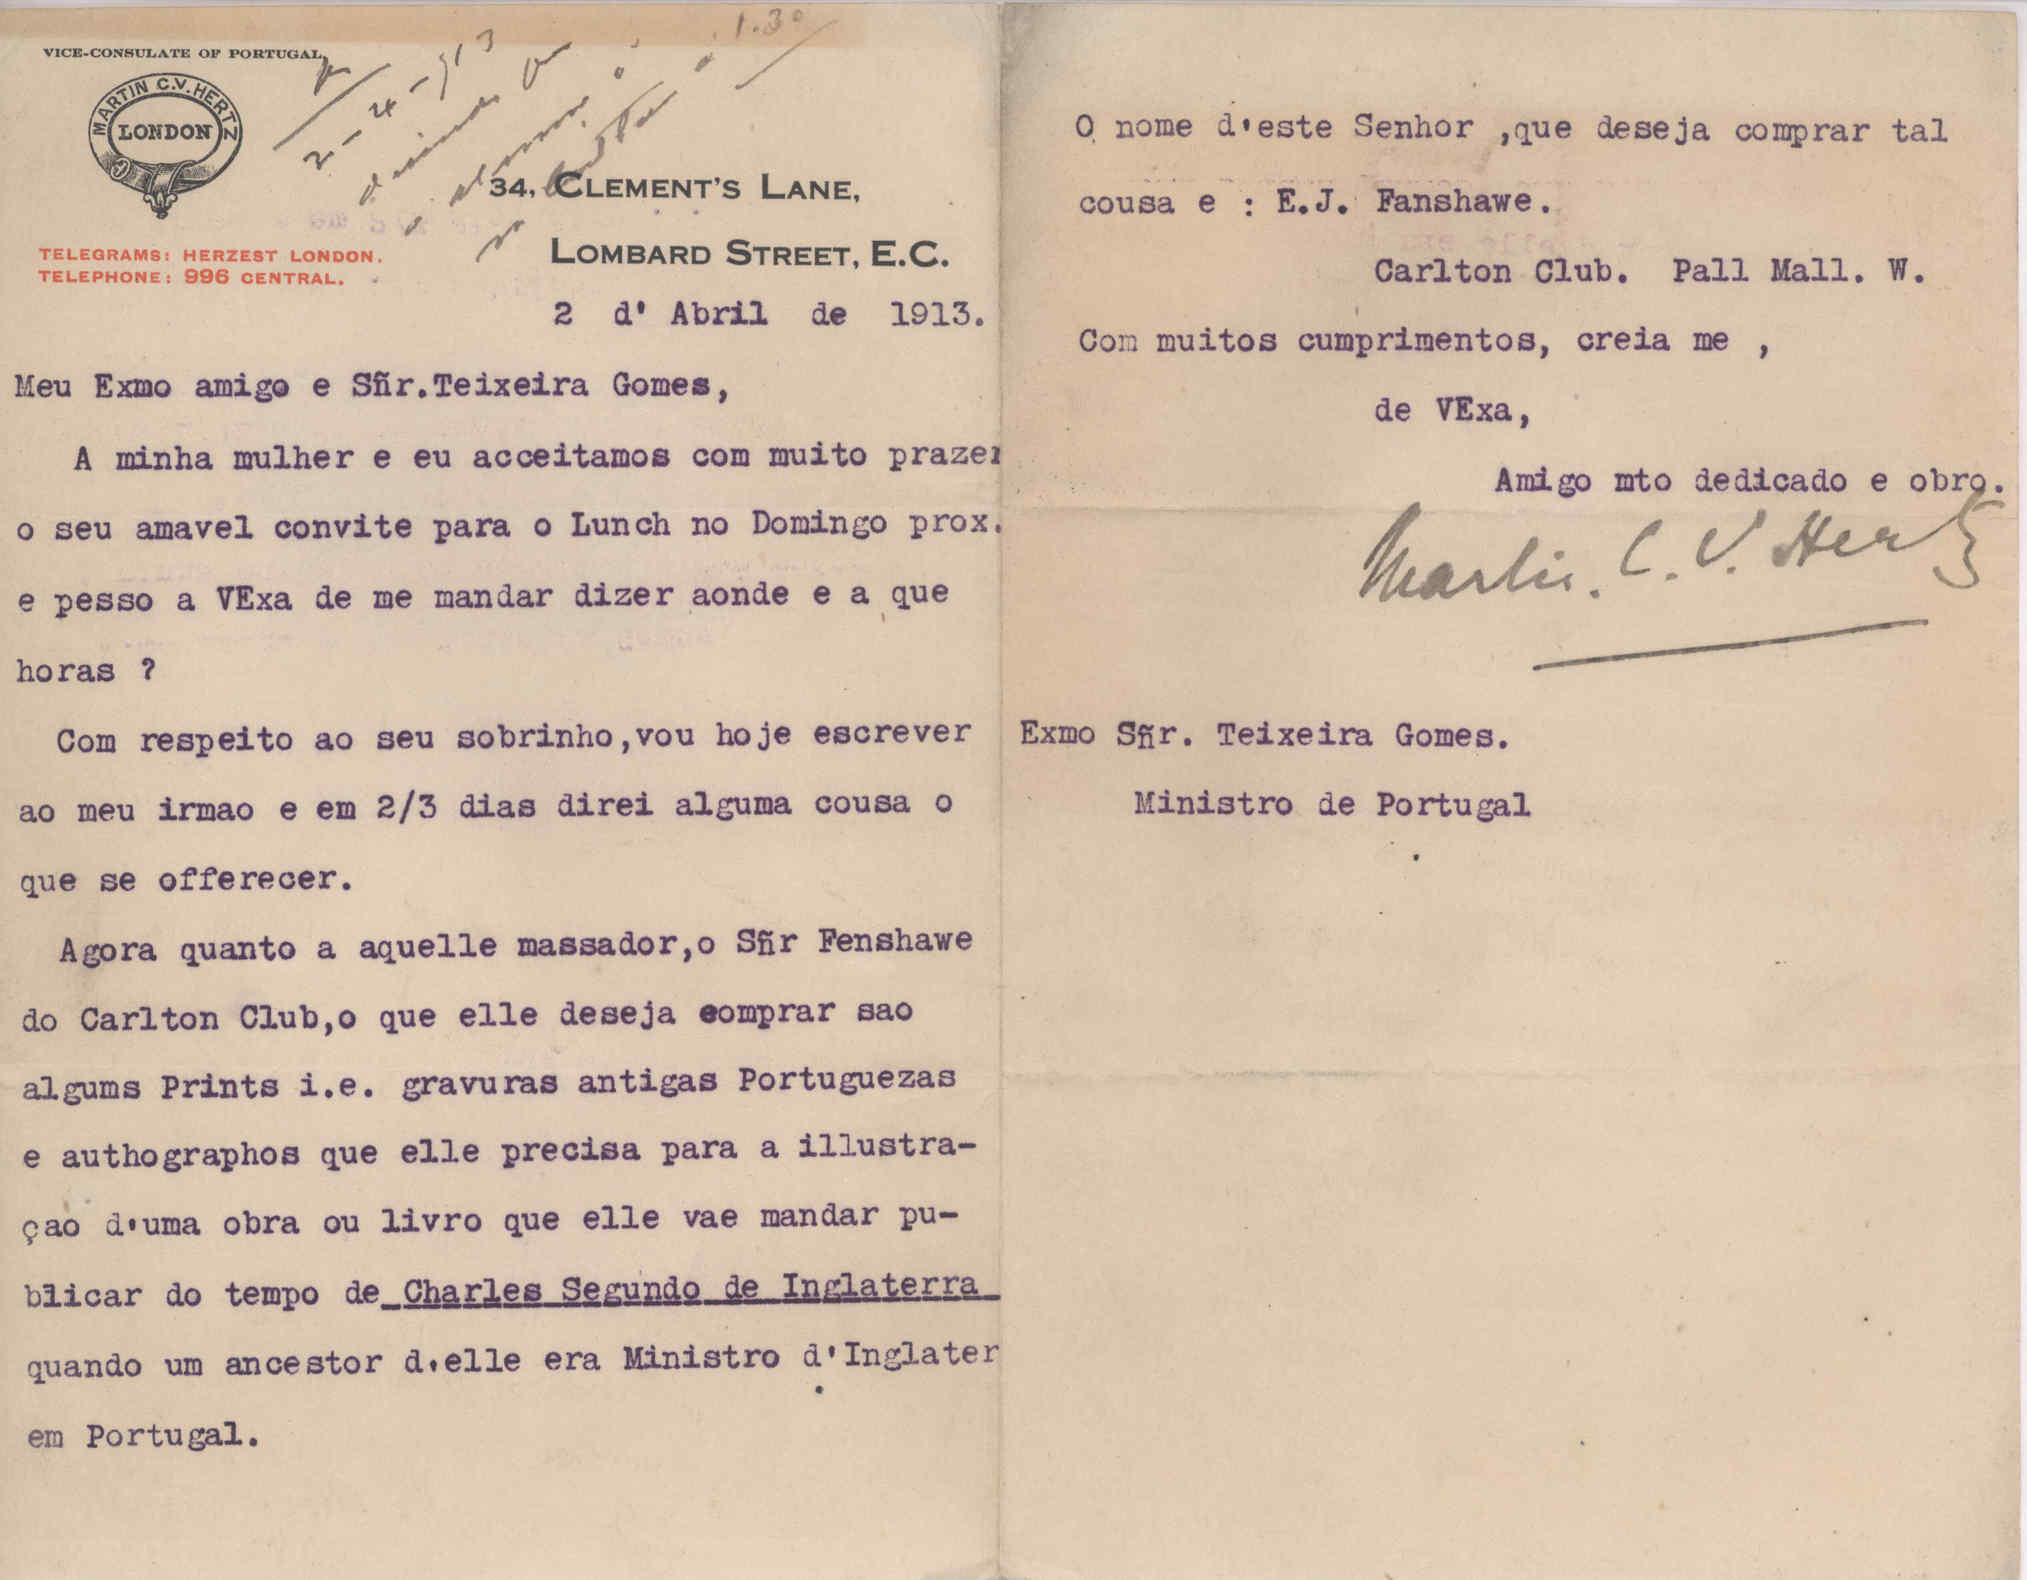 VICE-CONSULATE OF PORTUGAL
MARTIN C.V. HERTZ
LONDON
2-4-913
1.30
34, CLEMENT'S LANE,
LOMBARD STREET, E.C.
TELEGRAMS: HERZEST LONDON.
TELEPHONE: 996 CENTRAL.
2 d' Abril de 1913.
Meu Exmo amigo e Sñr.Teixeira Gomes,
A minha mulher e eu acceitamos com muito prazer
o seu amavel convite para o Lunch no Domingo prox.
e pesso a VExa de me mandar dizer aonde e a que
horas ?
Com respeito ao seu sobrinho,vou hoje escrever
ao meu irmao e em 2/3 dias direi alguma cousa o
que se offerecer.
Agora quanto a aquelle massador,o Sñr Fenshawe
do Carlton Club,o que elle deseja comprar sao
algums Prints i.e. gravuras antigas Portuguezas
e authographos que elle precisa para a illustra-
çao d'uma obra ou livro que elle vae mandar pu-
blicar do tempo de Charles Segundo de Inglaterra
quando um ancestor d'elle era Ministro d'Inglater
em Portugal.
O nome d'este Senhor ,que deseja comprar tal
cousa e : E.J. Fanshawe.
Carlton Club. Pall Mall. W.
Com muitos cumprimentos, creia me ,
de VExa,
Amigo mto dedicado e obro.
Martin. C. V. Hertz
Exmo Sñr. Teixeira Gomes.
Ministro de Portugal